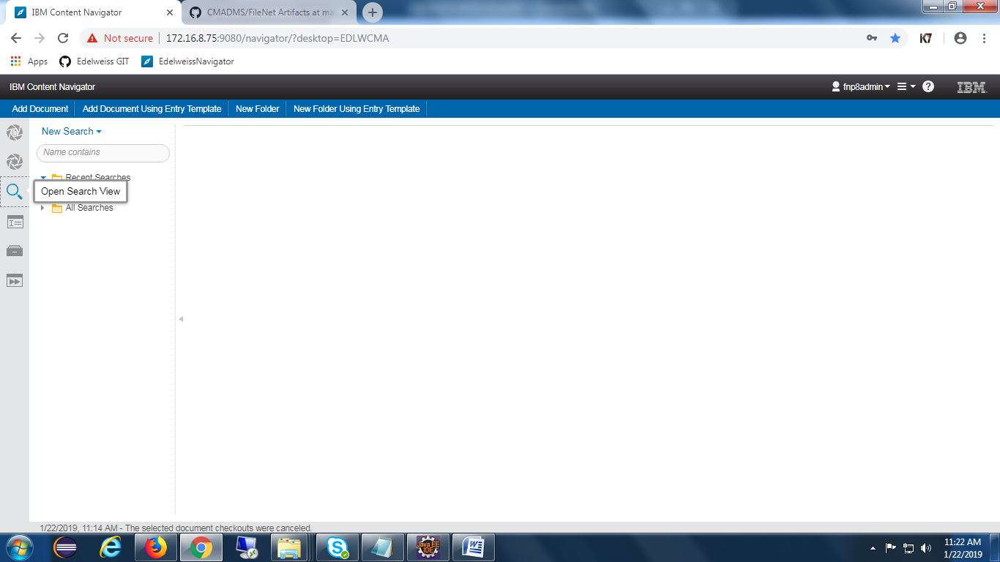 IBM Content Navigator
CMADMS/FileNet Artifacts at ma
Not secure
172.16.8.75:9080/navigator/?desktop=EDLWCMA
K7
Apps
Edelweiss GIT
EdelweissNavigator
IBM Content Navigator
fnp8admin
IBM
Add Document
Add Document Using Entry Template
New Folder
New Folder Using Entry Template
New Search
Name contains
Recent Searches
Open Search View
All Searches
1/22/2019, 11:14 AM - The selected document checkouts were canceled.
Java EE
IDE
11:22 AM
1/22/2019